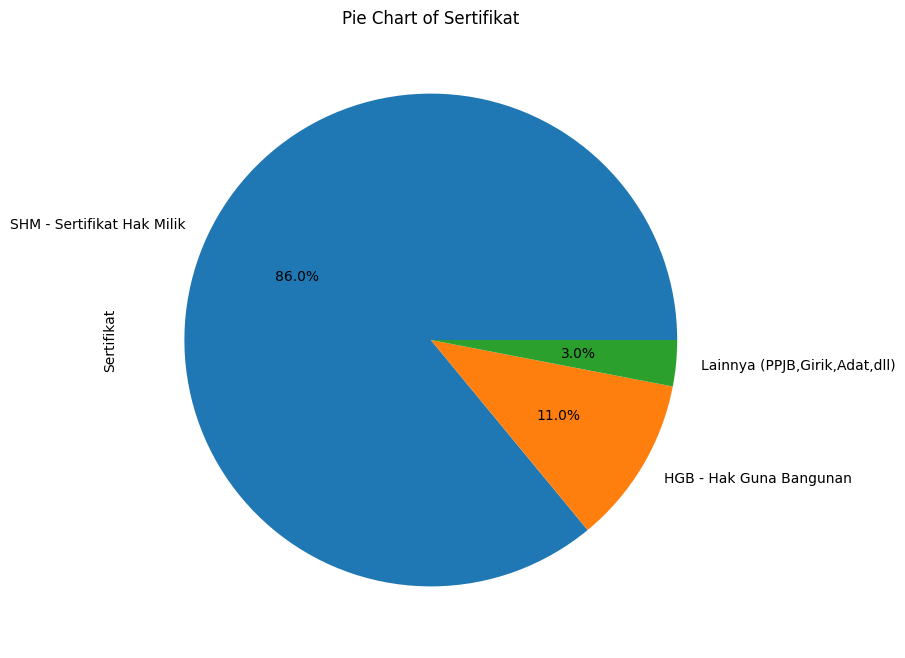 Pie Chart of Sertifikat
SHM - Sertifikat Hak Milik
86.0%
Sertifikat
3.0%
Lainnya (PPJB,Girik,Adat,dll)
11.0%
HGB - Hak Guna Bangunan